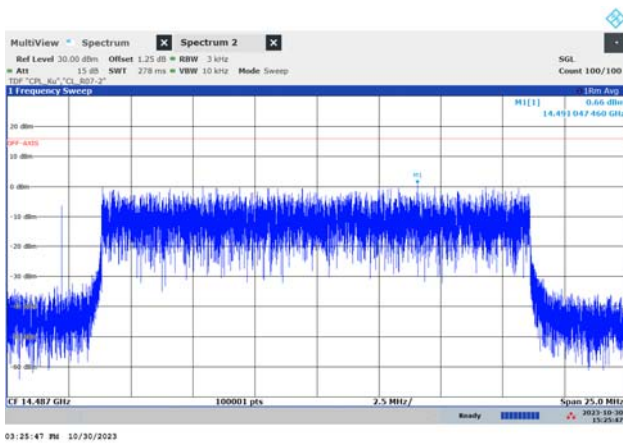 MultiView Spectrum X Spectrum 2 X
Ref Level 30.00 dBm Offset 1.25 dB RBW 3 kHz SGL
Att 15 dB SWT 278 ms VBW 10 kHz Mode Sweep Count 100/100
TDF "CPL_Ku","CL_R07-2"
1 Frequency Sweep 1Rm Avg
M1[1] 0.66 dBm
14.491 047 460 GHz
20 dBm
OFF-AXIS
10 dBm
M1
0 dBm
-10 dBm
-20 dBm
-30 dBm
CF 14.487 GHz 100001 pts 2.5 MHz/ Span 25.0 MHz
Ready 2023-10-30
15:25:47
03:25:47 PM 10/30/2023